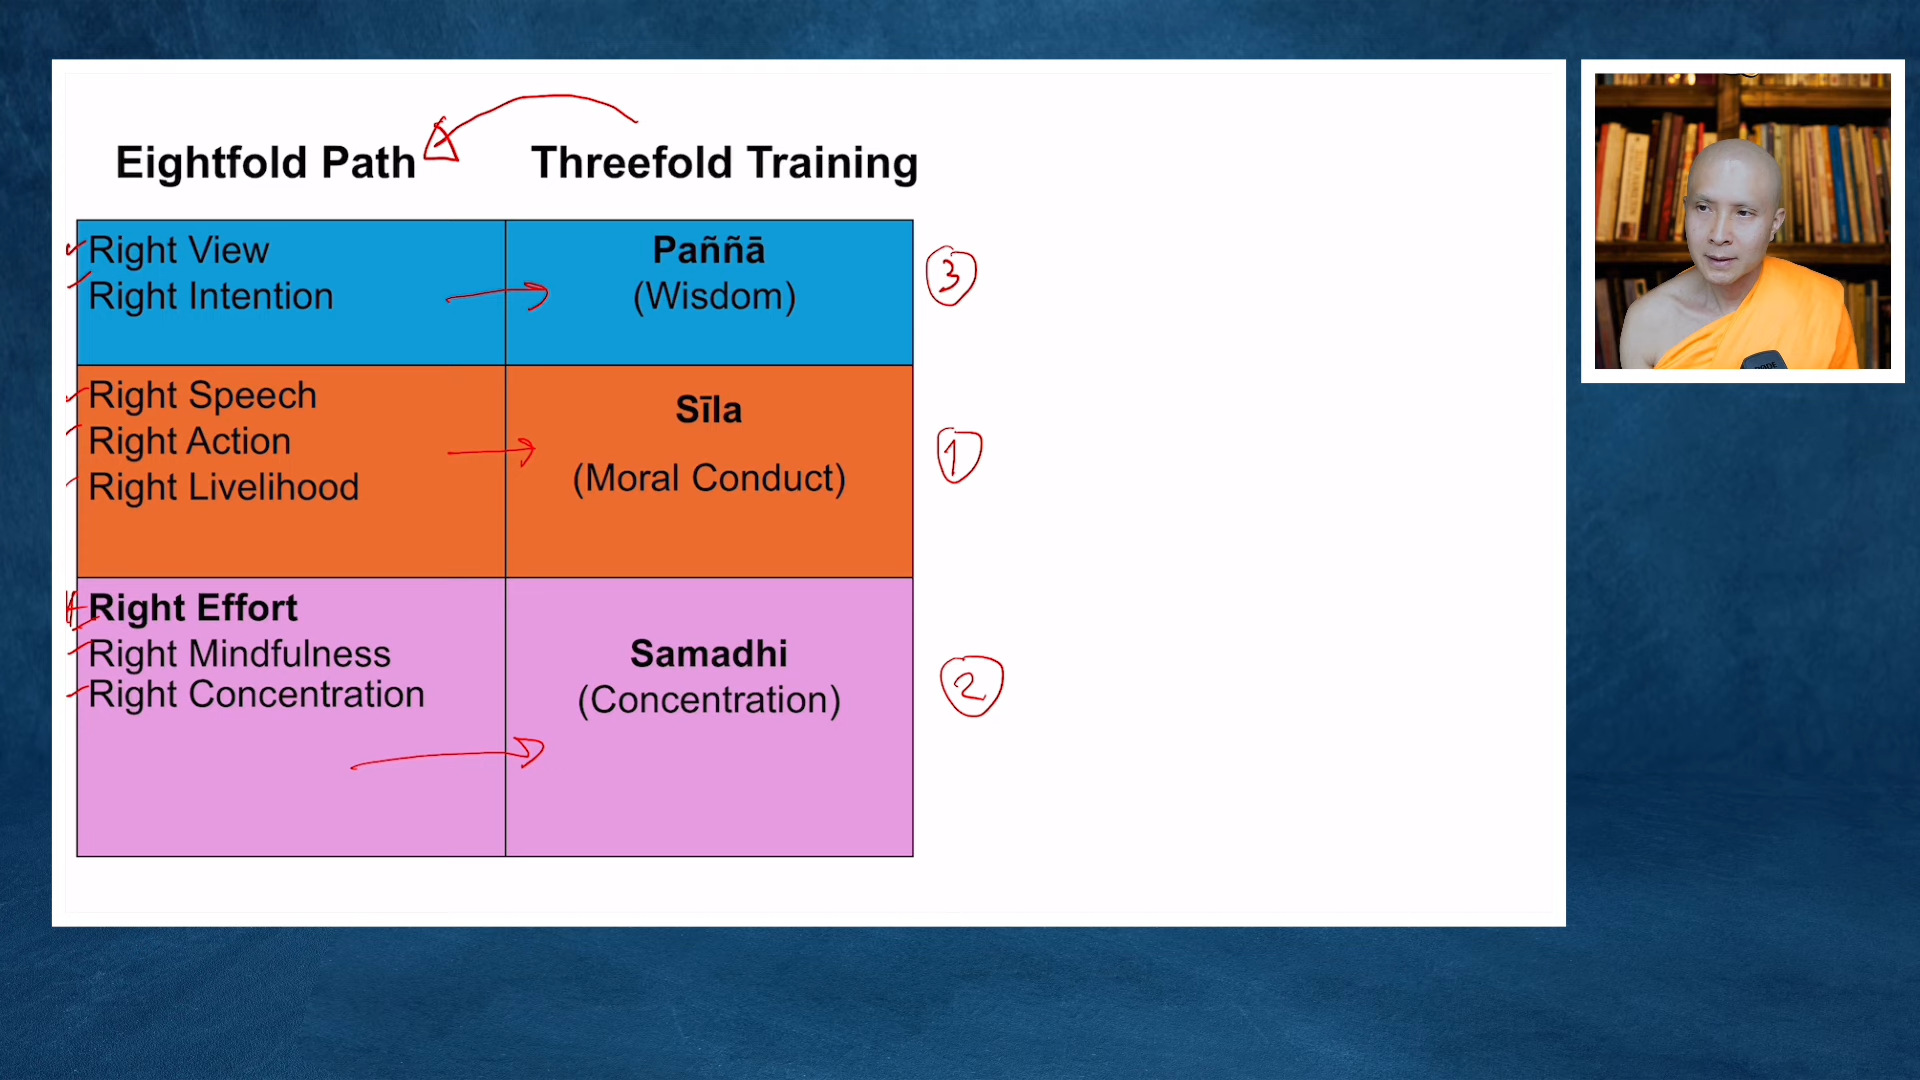 Eightfold Path
Threefold Training
Right View
Right Intention
Paññā
(Wisdom)
3
Right Speech
Right Action
Right Livelihood
Sīla
(Moral Conduct)
1
Right Effort
Right Mindfulness
Right Concentration
Samadhi
(Concentration)
2